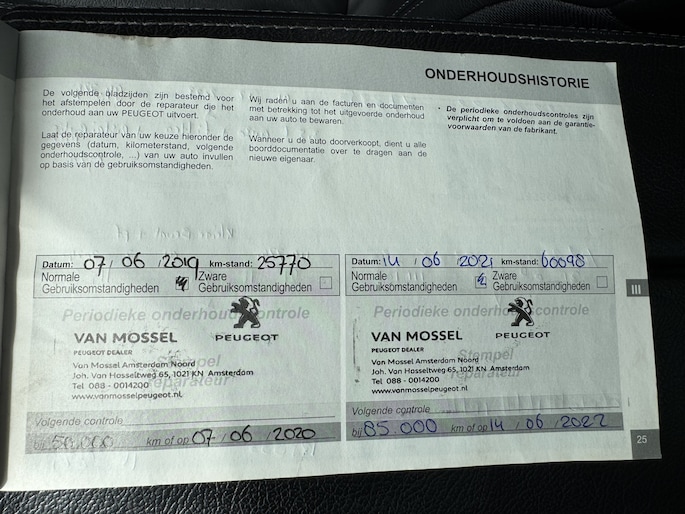 ONDERHOUDSHISTORIE
De volgende bladzijden zijn bestemd voor
het afstempelen door de reparateur die het
onderhoud aan uw PEUGEOT uitvoert.
Laat de reparateur van uw keuze hieronder de
gegevens (datum, kilometerstand, volgende
onderhoudscontrole, ...) van uw auto invullen
op basis van de gebruiksomstandigheden.
Wij raden u aan de facturen en documenten
met betrekking tot het uitgevoerde onderhoud
aan uw auto te bewaren.
Wanneer u de auto doorverkoopt, dient u alle
boorddocumentatie over te dragen aan de
nieuwe eigenaar.
• De periodieke onderhoudscontroles zijn
verplicht om te voldoen aan de garantie-
voorwaarden van de fabrikant.
Datum: 07 / 06 / 2019 km-stand: 25770
Normale Zware
Gebruiksomstandigheden Gebruiksomstandigheden
Periodieke onderhoudscontrole
VAN MOSSEL PEUGEOT
PEUGEOT DEALER
Stempel
Van Mossel Amsterdam Noord
reparateur
Joh. Van Hasseltweg 65, 1021 KN Amsterdam
Tel 088 - 0014200
www.vanmosselpeugeot.nl
Volgende controle
bij 50.000 km of op 07 / 06 / 2020
Datum: 14 / 06 / 2021 km-stand: 60098
Normale Zware
Gebruiksomstandigheden Gebruiksomstandigheden
Periodieke onderhoudscontrole
VAN MOSSEL PEUGEOT
PEUGEOT DEALER
Stempel
Van Mossel Amsterdam Noord
reparateur
Joh. Van Hasseltweg 65, 1021 KN Amsterdam
Tel 088 - 0014200
www.vanmosselpeugeot.nl
Volgende controle
bij 85.000 km of op 14 / 06 / 2022
III
25